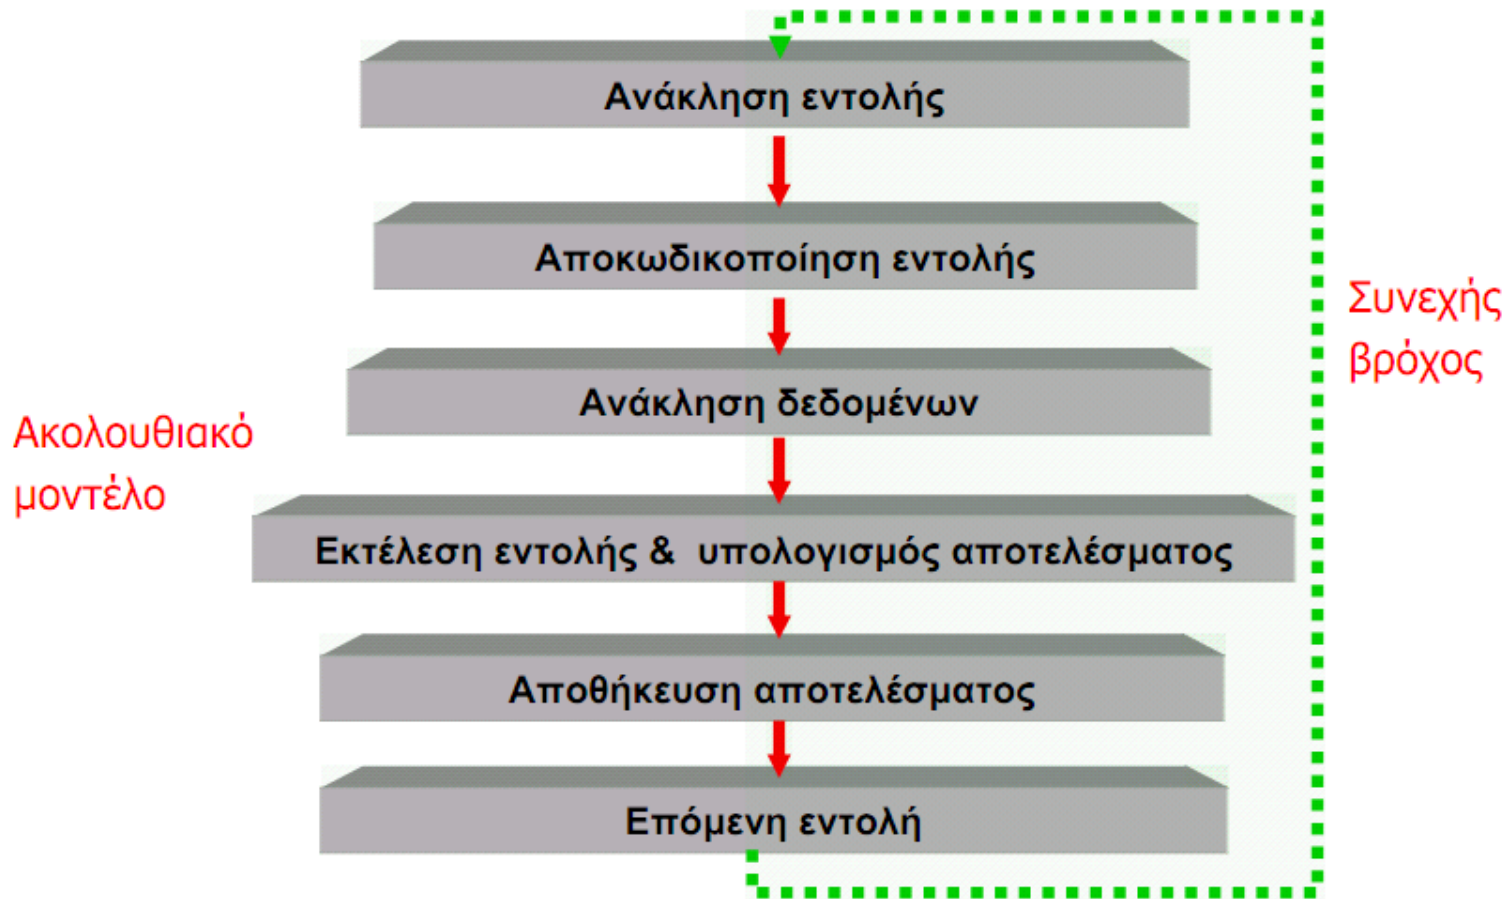 Ανάκληση εντολής
Αποκωδικοποίηση εντολής
Συνεχής
βρόχος
Ανάκληση δεδομένων
Ακολουθιακό
μοντέλο
Εκτέλεση εντολής & υπολογισμός αποτελέσματος
Αποθήκευση αποτελέσματος
Επόμενη εντολή